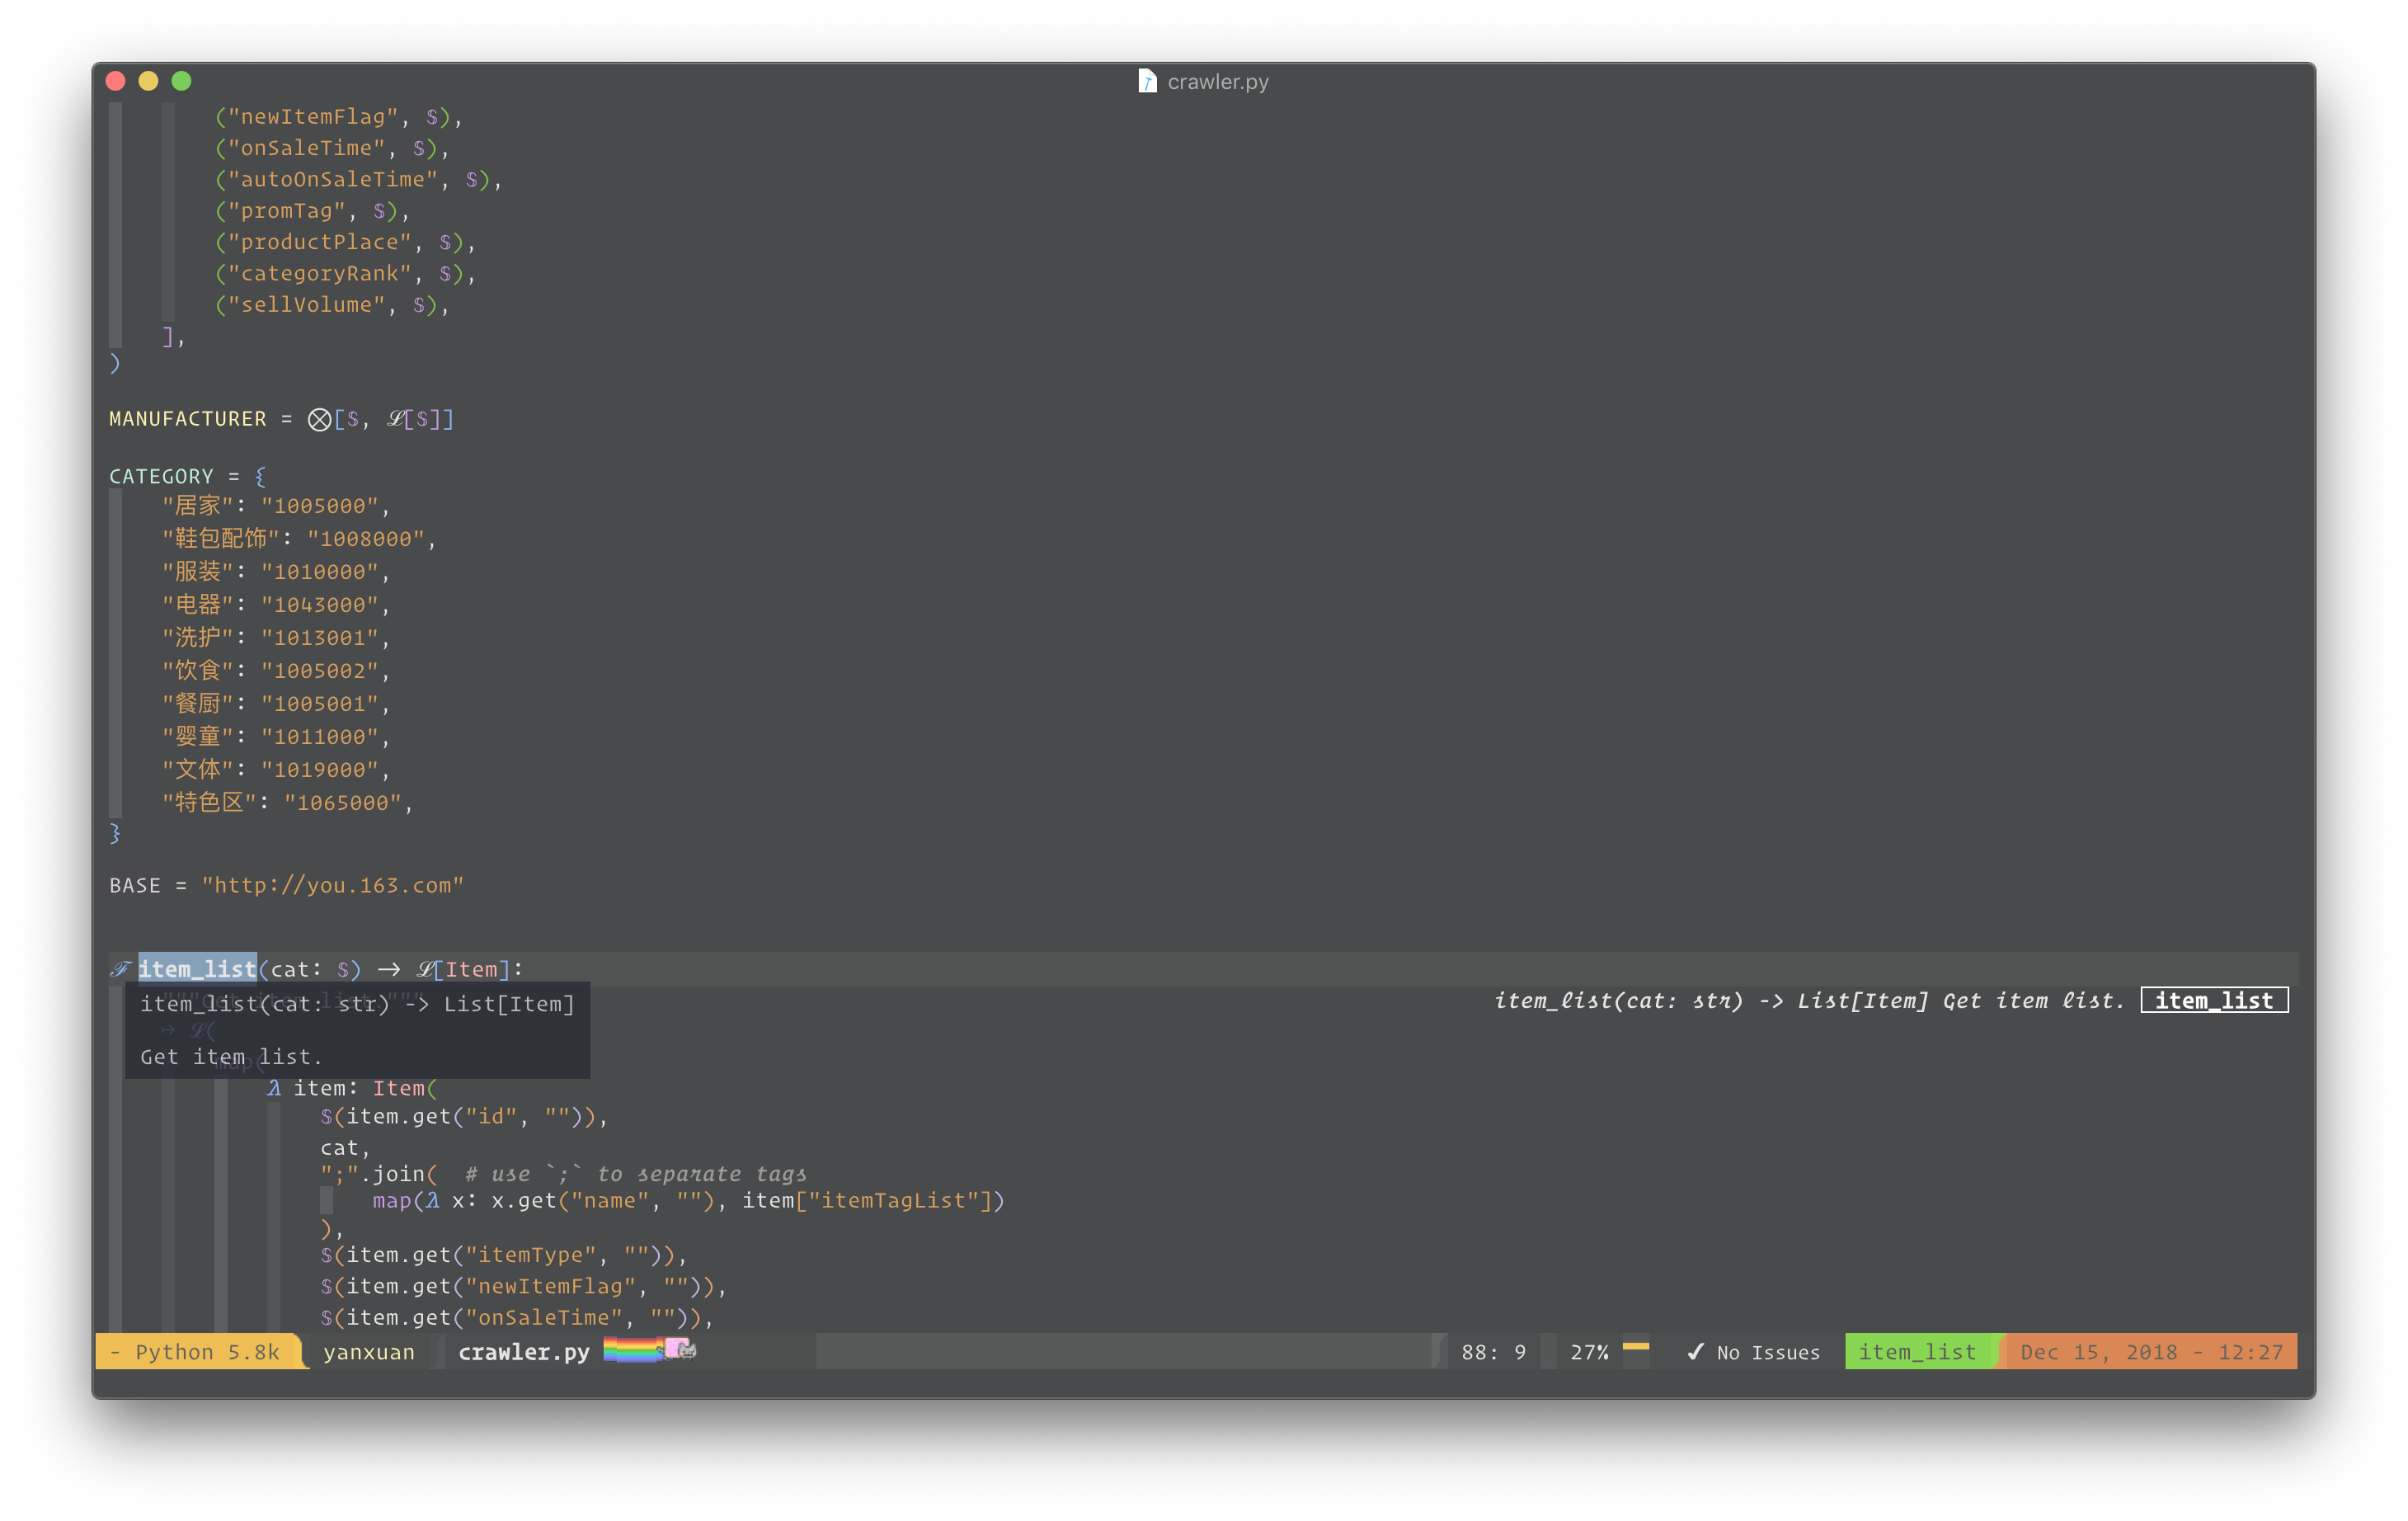 crawler.py
("newItemFlag", $),
("onSaleTime", $),
("autoOnSaleTime", $),
("promTag", $),
("productPlace", $),
("categoryRank", $),
("sellVolume", $),
],
)
MANUFACTURER = ⨂[$, ℒ[$]]
CATEGORY = {
"居家": "1005000",
"鞋包配饰": "1008000",
"服装": "1010000",
"电器": "1043000",
"洗护": "1013001",
"饮食": "1005002",
"餐厨": "1005001",
"婴童": "1011000",
"文体": "1019000",
"特色区": "1065000",
}
BASE = "http://you.163.com"
ℱ item_list(cat: $) → ℒ[Item]:
"""Get item list."""
item_list(cat: str) -> List[Item]
item_list(cat: str) -> List[Item] Get item list. item_list
↦ ℒ(
Get item list.
map(
λ item: Item(
$(item.get("id", "")),
cat,
";".join(  # use `;` to separate tags
map(λ x: x.get("name", ""), item["itemTagList"])
),
$(item.get("itemType", "")),
$(item.get("newItemFlag", "")),
$(item.get("onSaleTime", "")),
- Python 5.8k yanxuan crawler.py 88: 9 27% ✔ No Issues item_list Dec 15, 2018 - 12:27